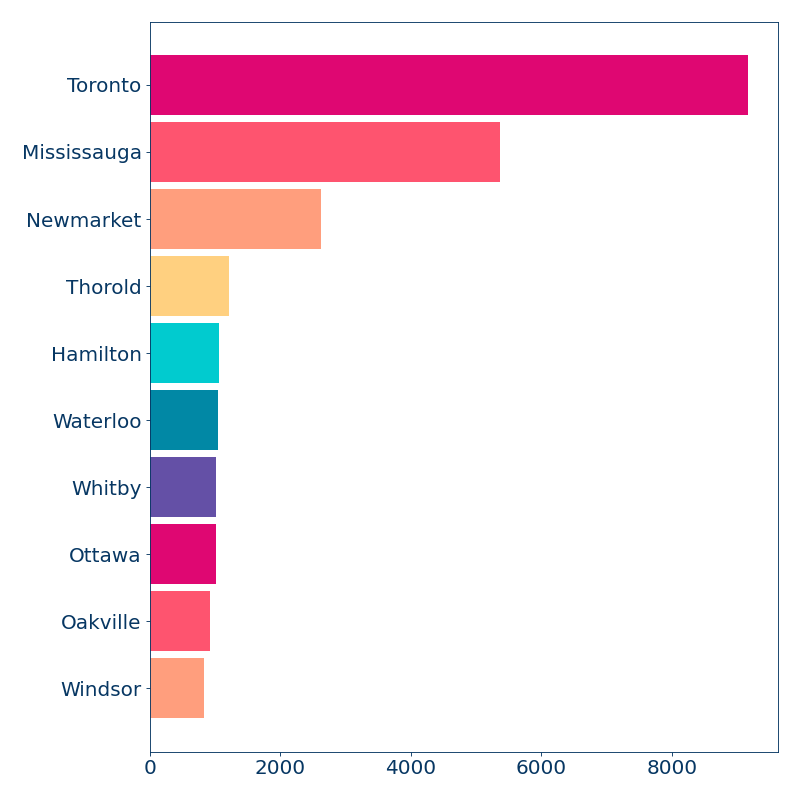 Toronto
Mississauga
Newmarket
Thorold
Hamilton
Waterloo
Whitby
Ottawa
Oakville
Windsor
0 2000 4000 6000 8000